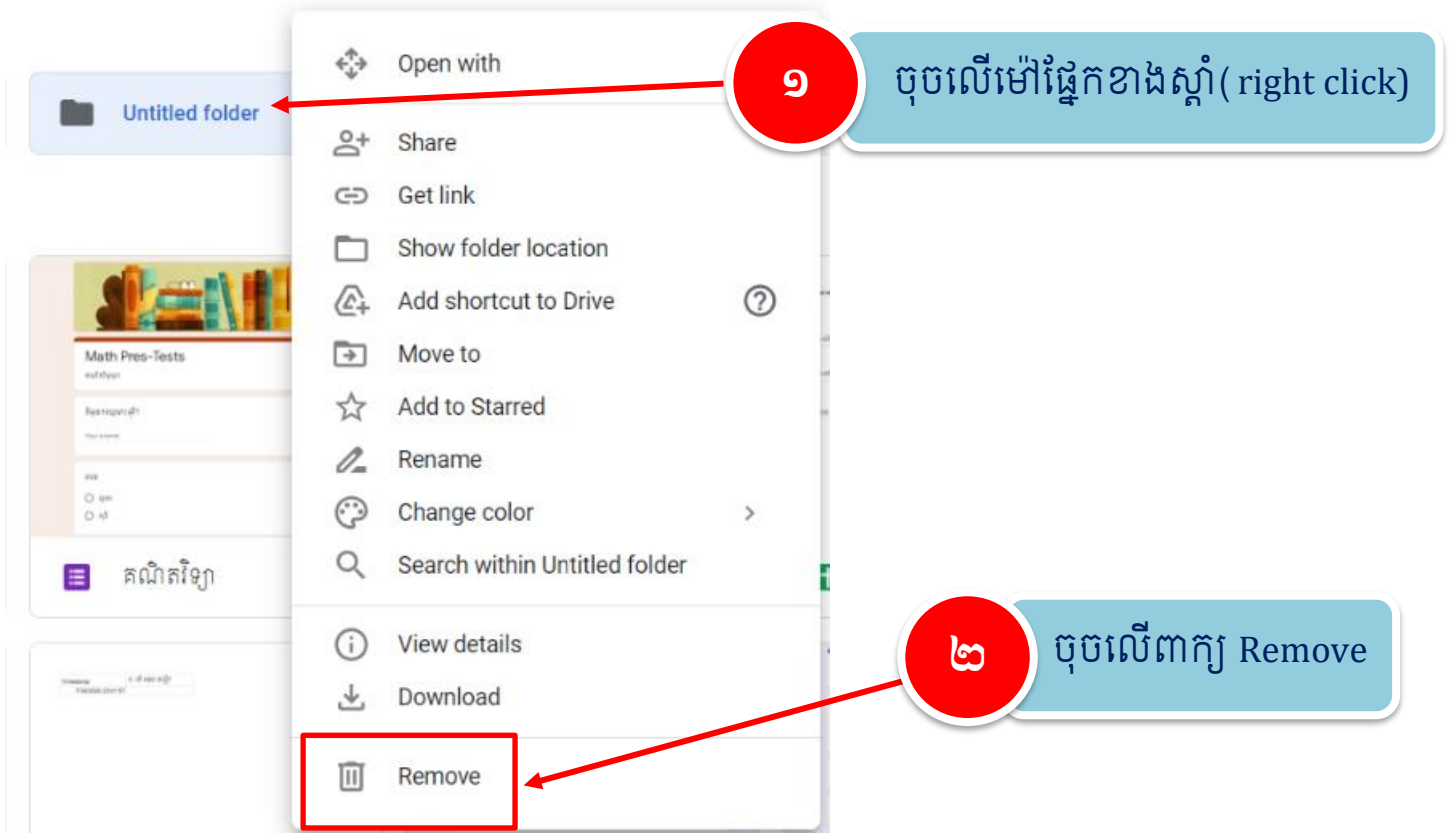 Open with
១
ចុចលើម៉ៅផ្នែកខាងស្តាំ( right click)
Untitled folder
Share
Get link
Show folder location
Add shortcut to Drive
Move to
Add to Starred
Rename
Change color
Search within Untitled folder
Math Pres-Tests
Your answer
គណិតវិទ្យា
View details
Download
Remove
២
ចុចលើពាក្យ Remove
Timestamp